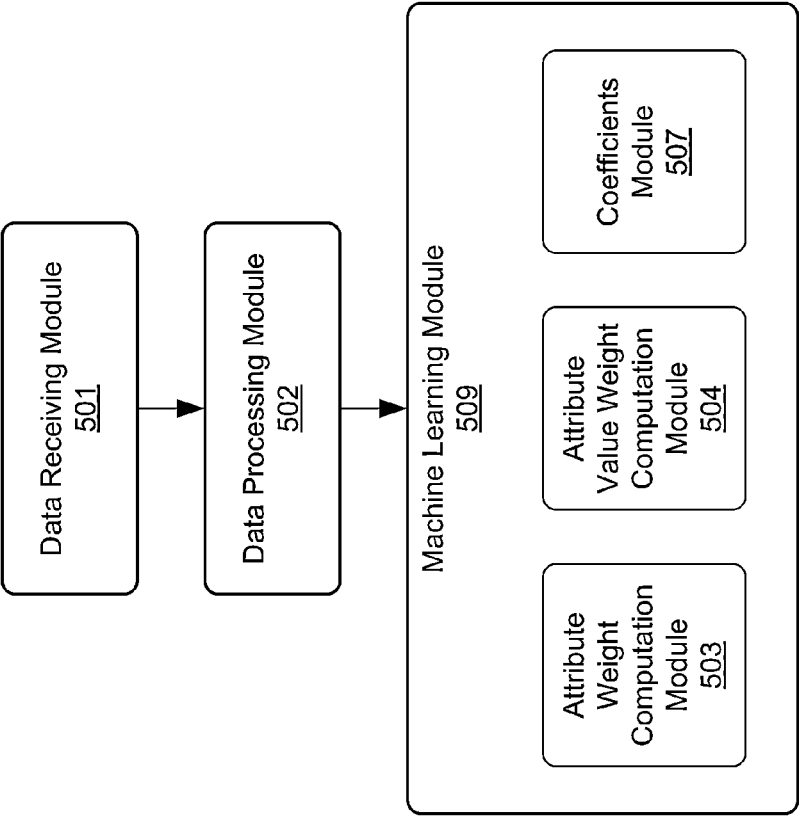 Data Receiving Module
501
Data Processing Module
502
Machine Learning Module
509
Attribute
Weight
Computation
Module
503
Attribute
Value Weight
Computation
Module
504
Coefficients
Module
507